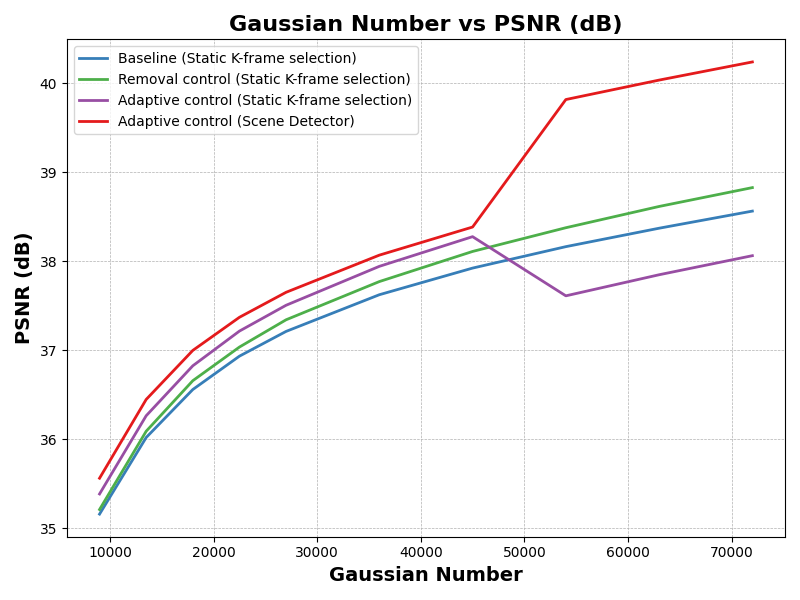 Gaussian Number vs PSNR (dB)
Baseline (Static K-frame selection)
Removal control (Static K-frame selection)
Adaptive control (Static K-frame selection)
Adaptive control (Scene Detector)
PSNR (dB)
40
39
38
37
36
35
10000 20000 30000 40000 50000 60000 70000
Gaussian Number